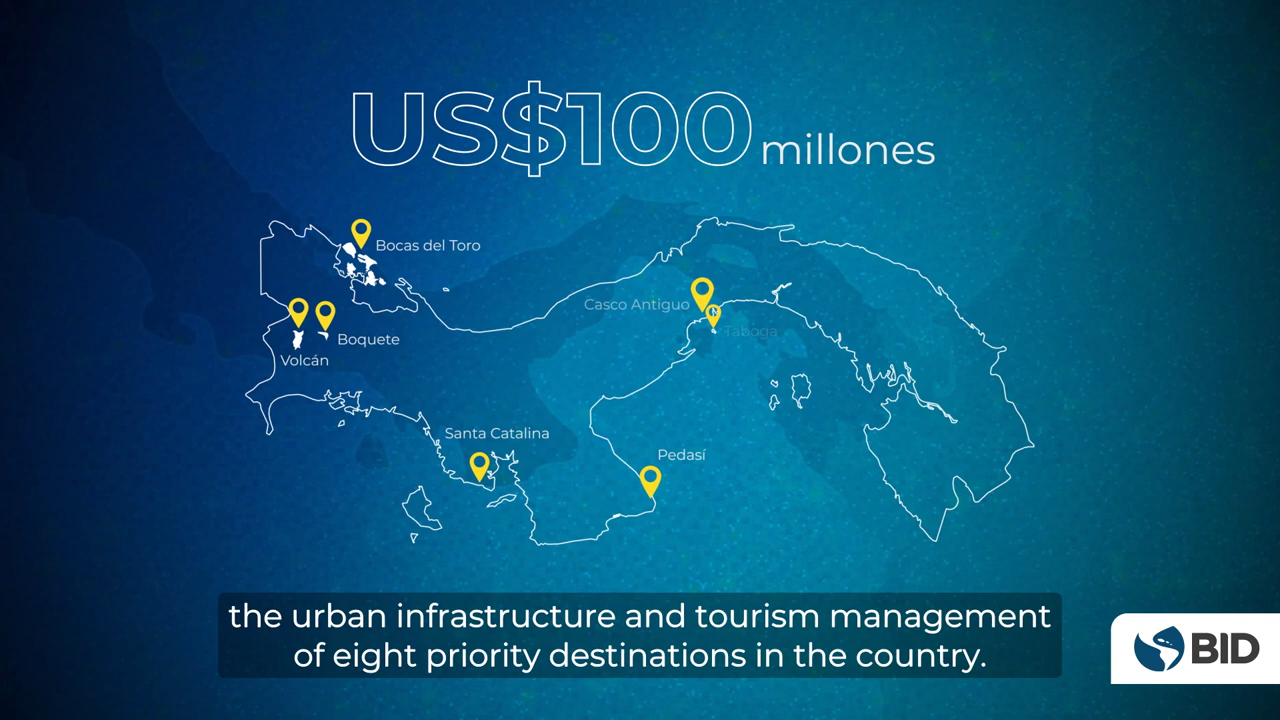 US$100 millones
Bocas del Toro
Casco Antiguo
Taboga
Boquete
Volcán
Santa Catalina
Pedasí
the urban infrastructure and tourism management
of eight priority destinations in the country.
BID